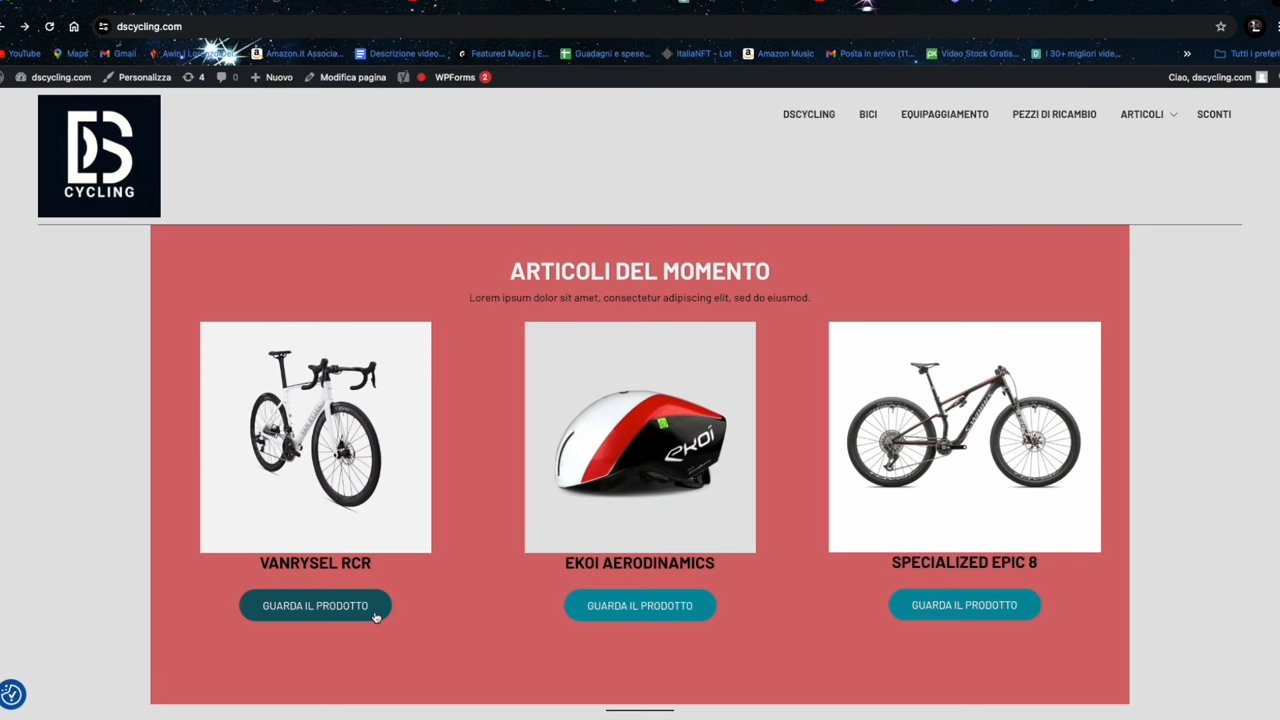 dscycling.com
YouTube Maps Gmail Awin | Lorenzo Del... Amazon.it Associa... Descrizione video... Featured Music | E... Guadagni e spese... ItaliaNFT - Lot Amazon Music Posta in arrivo (11... Video Stock Gratis... I 30+ migliori vide... » Tutti i prefer
dscycling.com Personalizza 4 0 Nuovo Modifica pagina WPForms 2 Ciao, dscycling.com
DS
CYCLING
DSCYCLING BICI EQUIPAGGIAMENTO PEZZI DI RICAMBIO ARTICOLI SCONTI
ARTICOLI DEL MOMENTO
Lorem ipsum dolor sit amet, consectetur adipiscing elit, sed do eiusmod.
eKOI
VANRYSEL RCR EKOI AERODINAMICS SPECIALIZED EPIC 8
GUARDA IL PRODOTTO GUARDA IL PRODOTTO GUARDA IL PRODOTTO